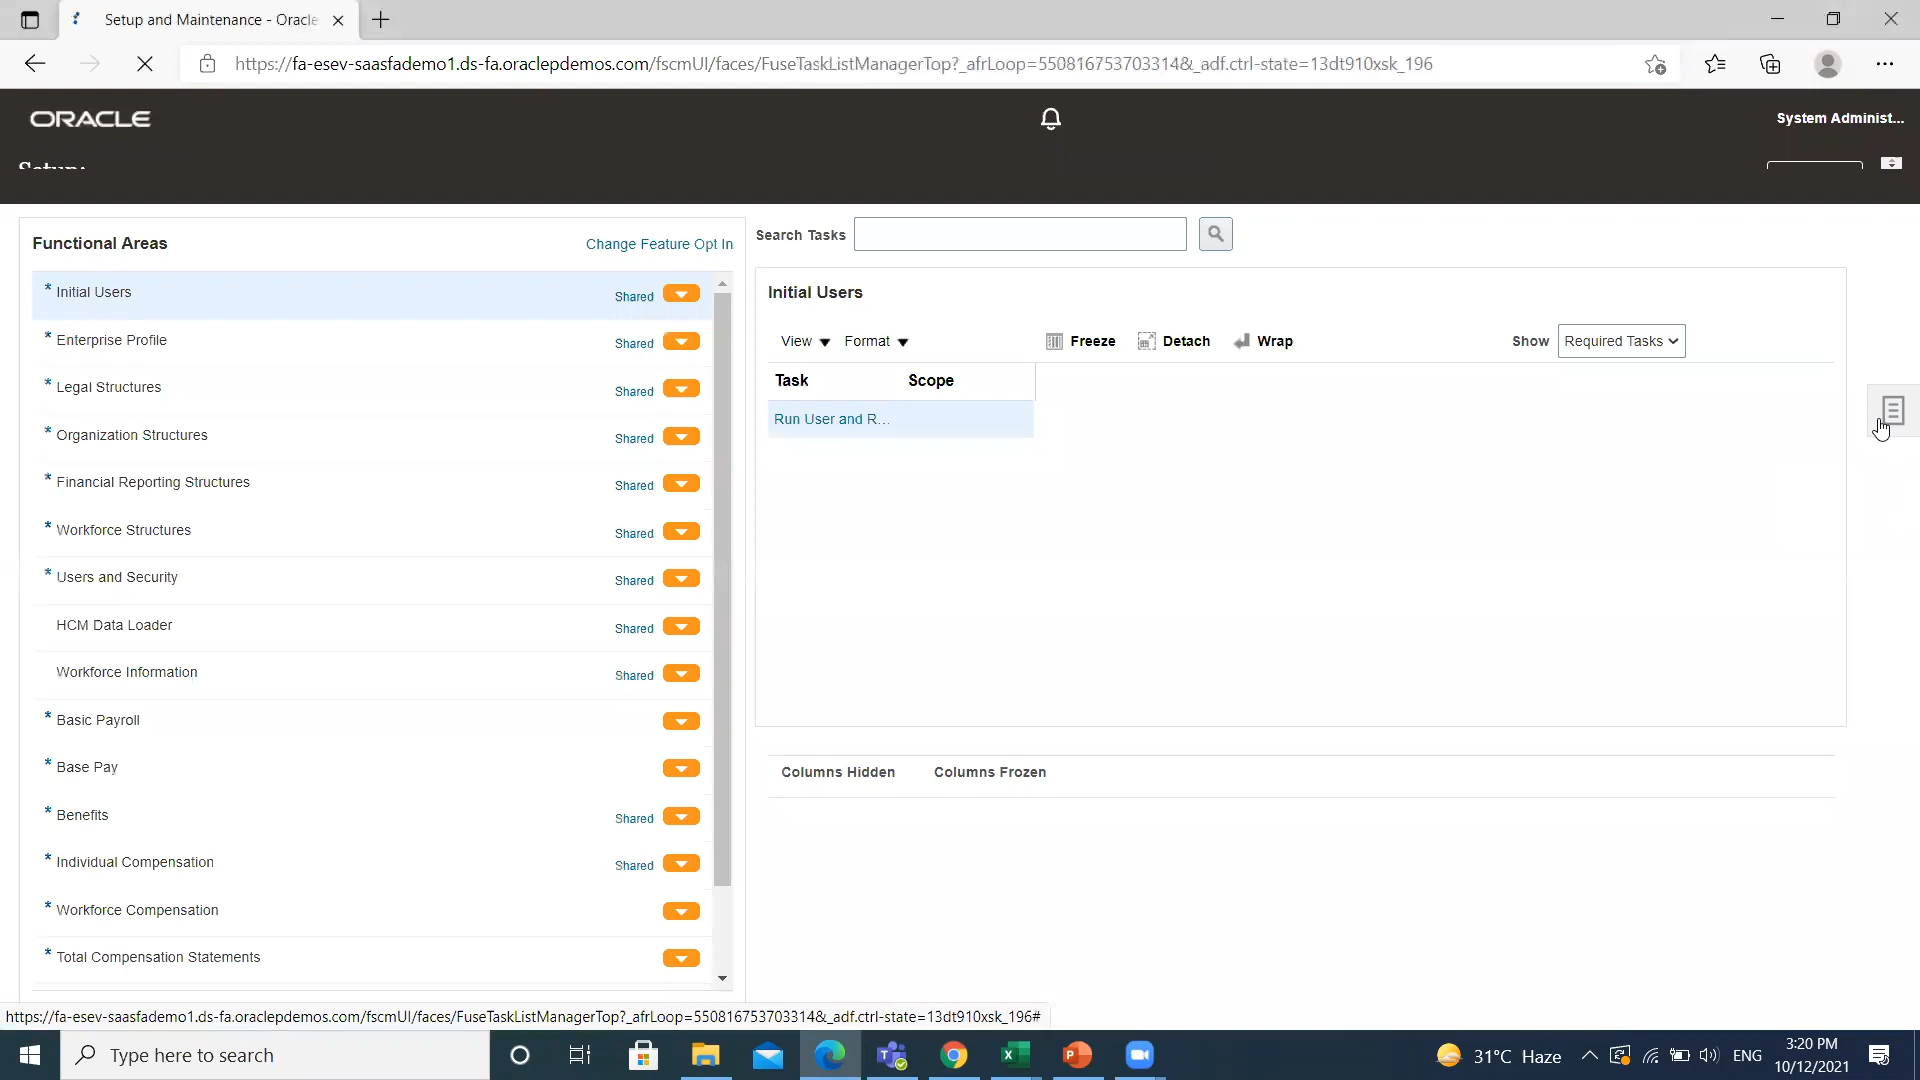 Setup and Maintenance - Oracle
https://fa-esev-saasfademo1.ds-fa.oraclepdemos.com/fscmUI/faces/FuseTaskListManagerTop?_afrLoop=550816753703314&_adf.ctrl-state=13dt910xsk_196
ORACLE
System Administ...
Setup:
Functional Areas
Change Feature Opt In
* Initial Users Shared
* Enterprise Profile Shared
* Legal Structures Shared
* Organization Structures Shared
* Financial Reporting Structures Shared
* Workforce Structures Shared
* Users and Security Shared
HCM Data Loader Shared
Workforce Information Shared
* Basic Payroll
* Base Pay
* Benefits Shared
* Individual Compensation Shared
* Workforce Compensation
* Total Compensation Statements
Search Tasks
Initial Users
View Format Freeze Detach Wrap Show Required Tasks
Task Scope
Run User and R...
Columns Hidden Columns Frozen
https://fa-esev-saasfademo1.ds-fa.oraclepdemos.com/fscmUI/faces/FuseTaskListManagerTop?_afrLoop=550816753703314&_adf.ctrl-state=13dt910xsk_196#
Type here to search
31°C Haze
ENG
3:20 PM
10/12/2021